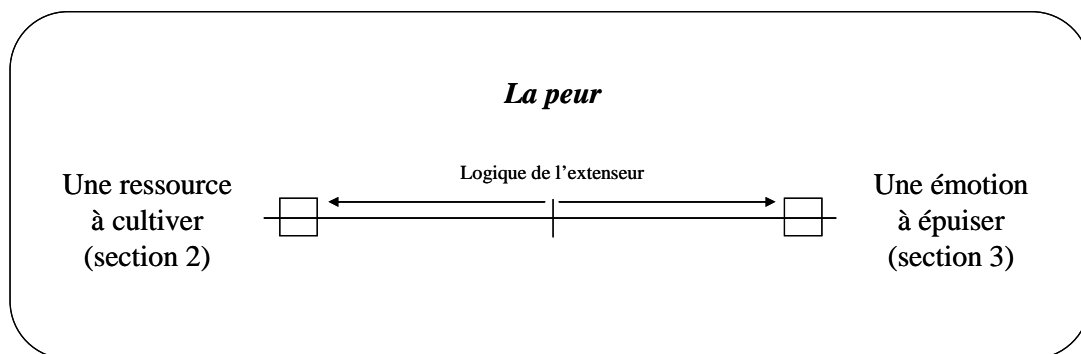 La peur
Logique de l'extenseur
Une ressource
à cultiver
(section 2)
Une émotion
à épuiser
(section 3)